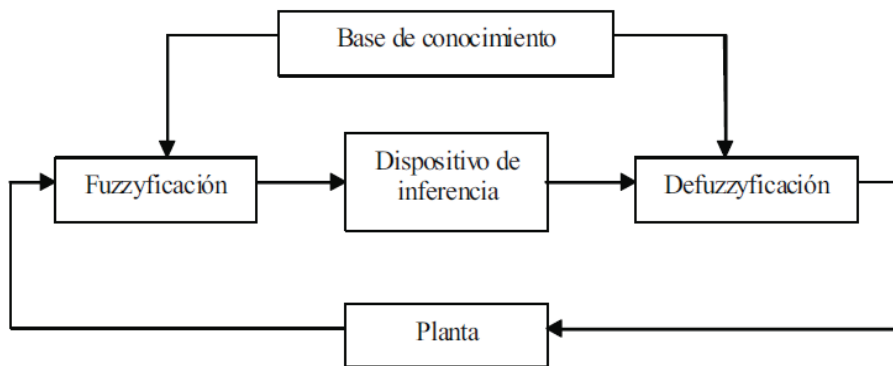 Base de conocimiento
Fuzzyficación
Dispositivo de
inferencia
Defuzzyficación
Planta